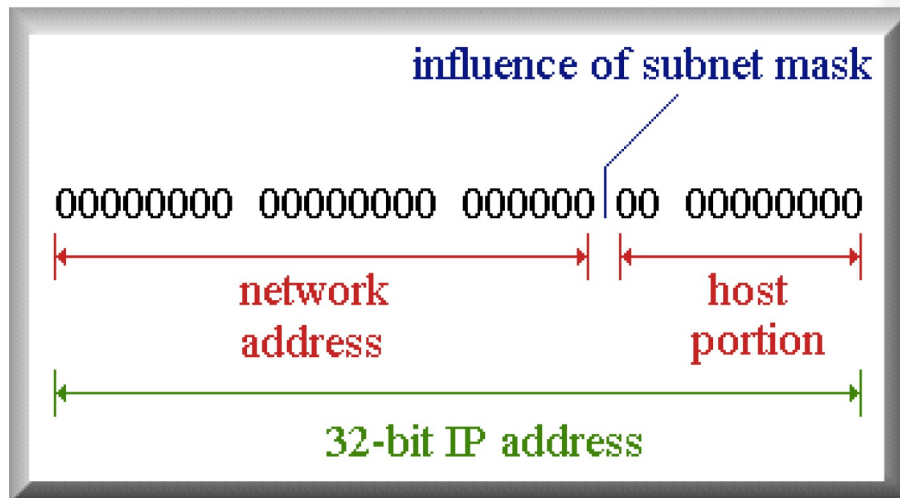 influence of subnet mask
00000000 00000000 000000 00 00000000
network address
host portion
32-bit IP address